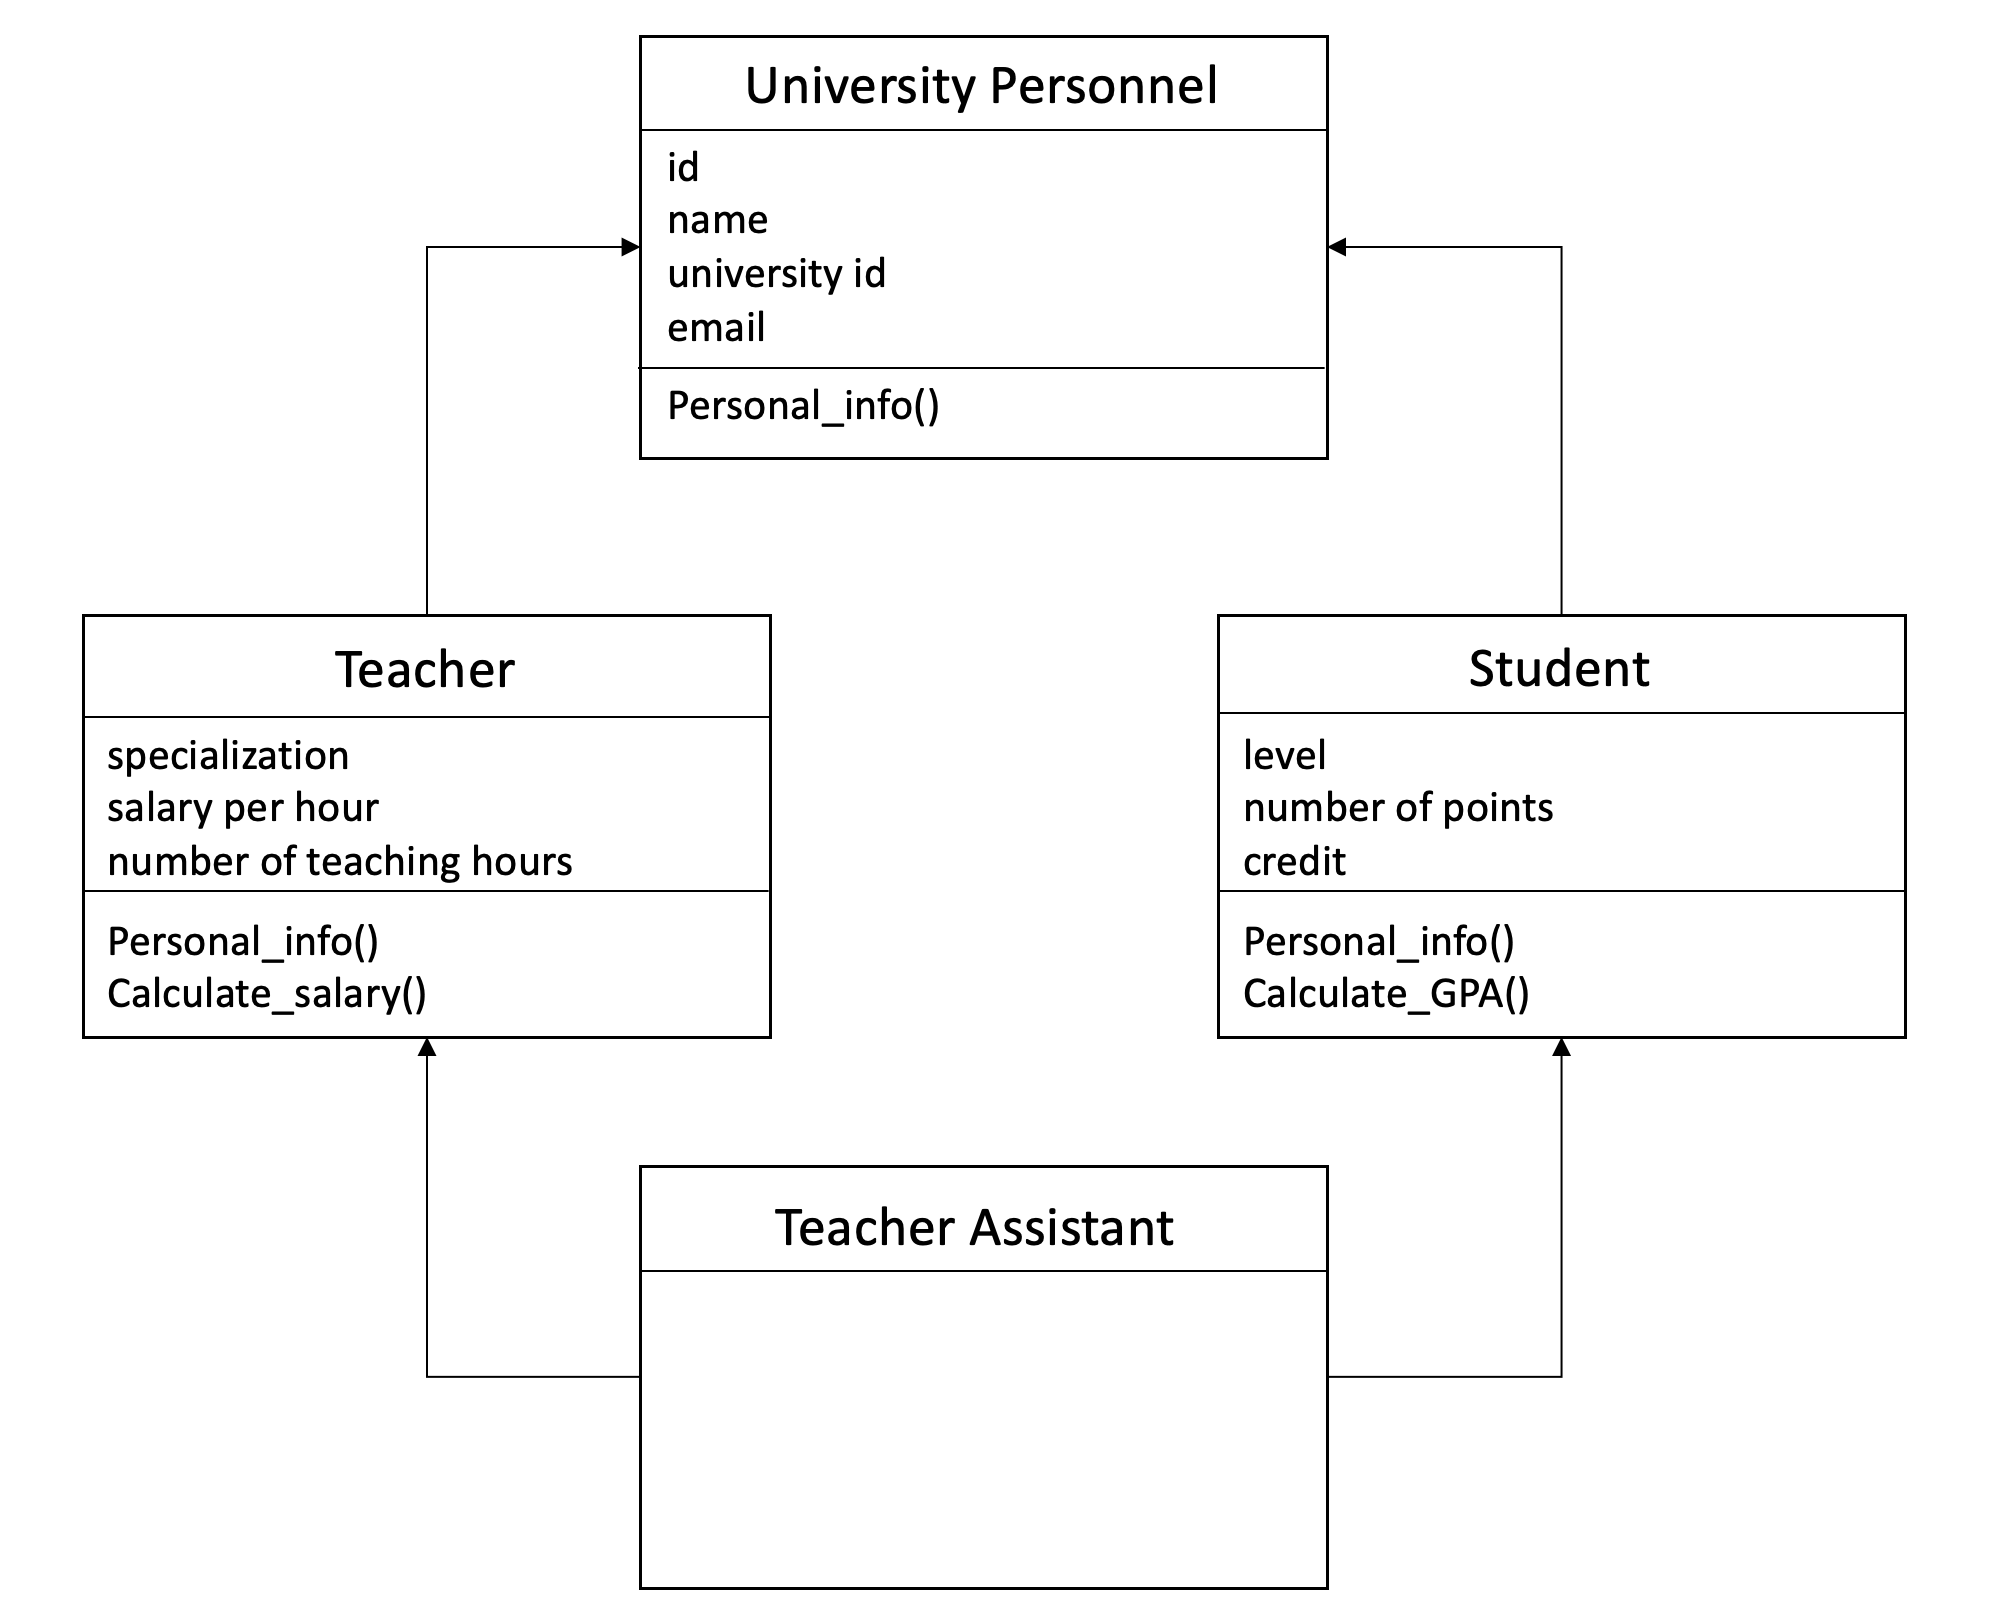 University Personnel
id
name
university id
email
Personal_info()
Teacher
specialization
salary per hour
number of teaching hours
Personal_info()
Calculate_salary()
Student
level
number of points
credit
Personal_info()
Calculate_GPA()
Teacher Assistant